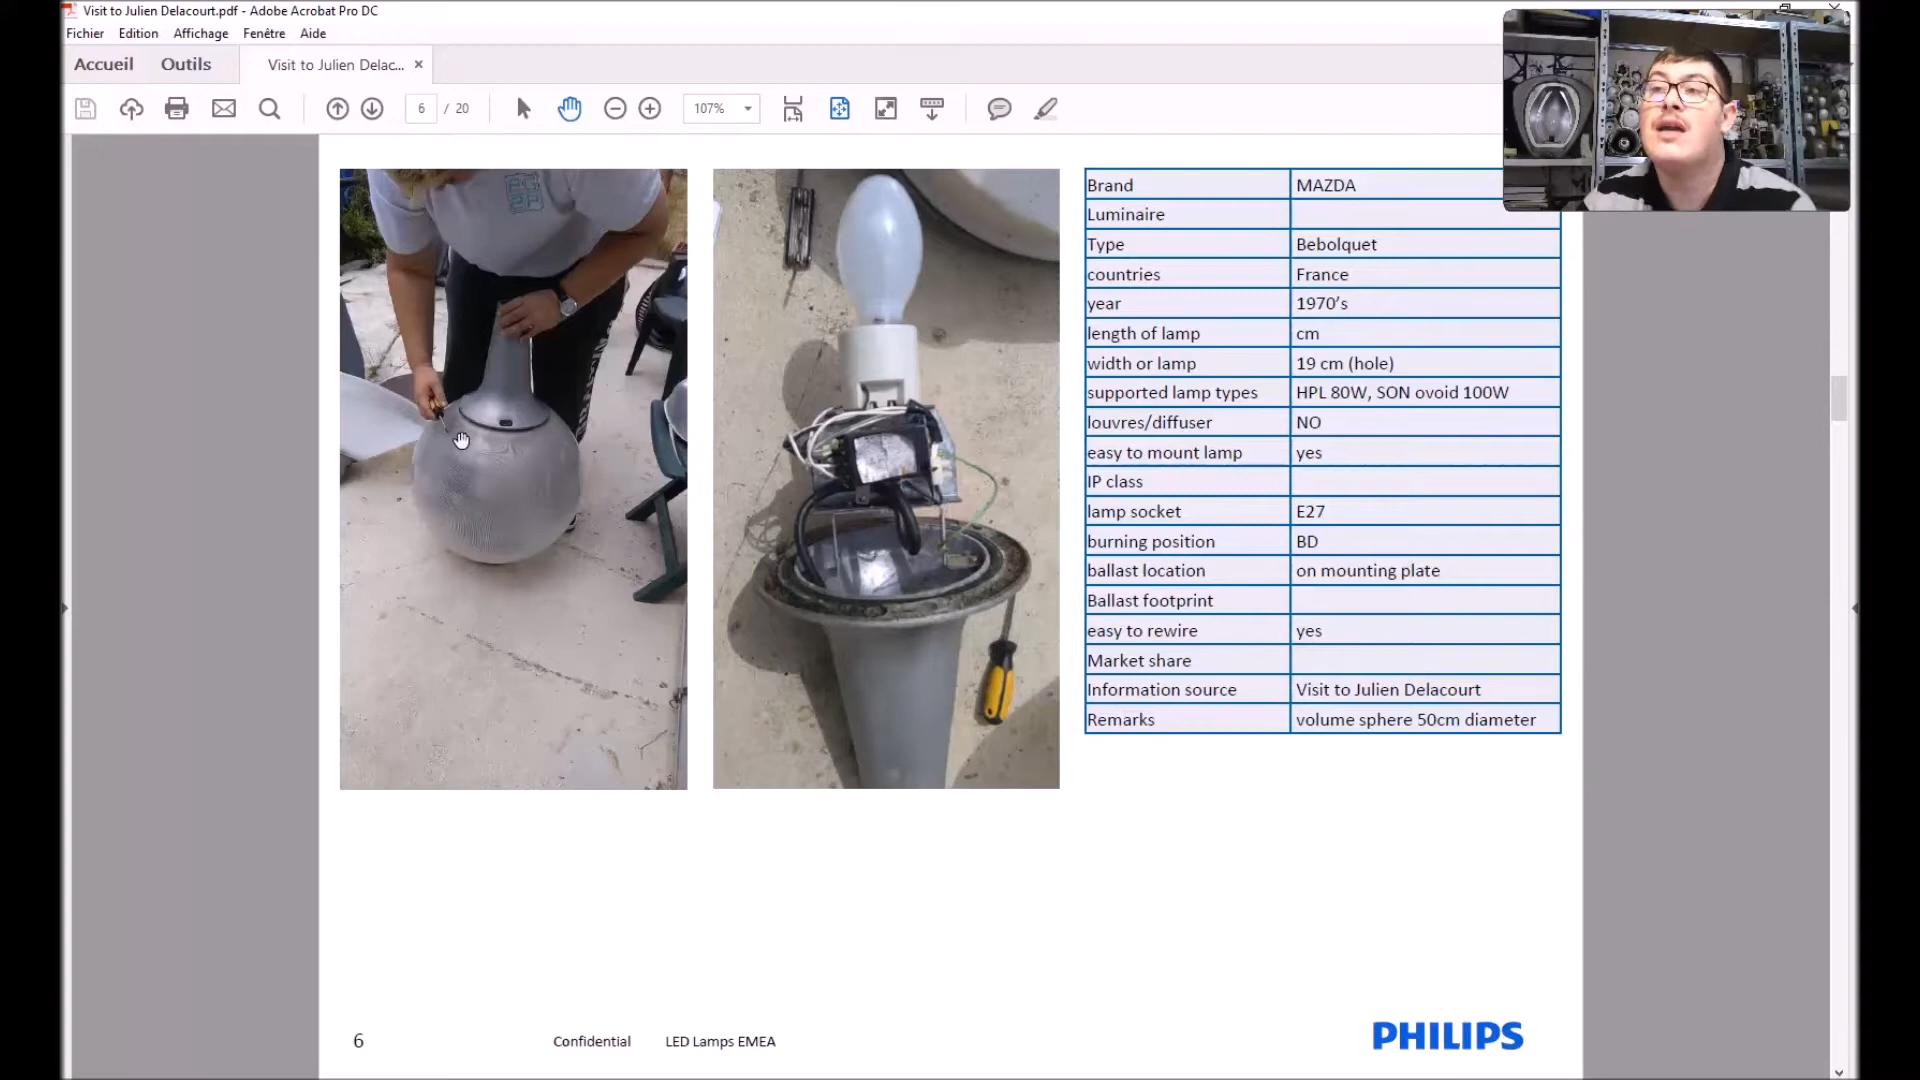 Visit to Julien Delacourt.pdf - Adobe Acrobat Pro DC
Fichier Edition Affichage Fenêtre Aide
Accueil Outils Visit to Julien Delac... ×
6 / 20 107%
Brand MAZDA
Luminaire
Type Bebolquet
countries France
year 1970's
length of lamp cm
width or lamp 19 cm (hole)
supported lamp types HPL 80W, SON ovoid 100W
louvres/diffuser NO
easy to mount lamp yes
IP class
lamp socket E27
burning position BD
ballast location on mounting plate
Ballast footprint
easy to rewire yes
Market share
Information source Visit to Julien Delacourt
Remarks volume sphere 50cm diameter
6 Confidential LED Lamps EMEA PHILIPS